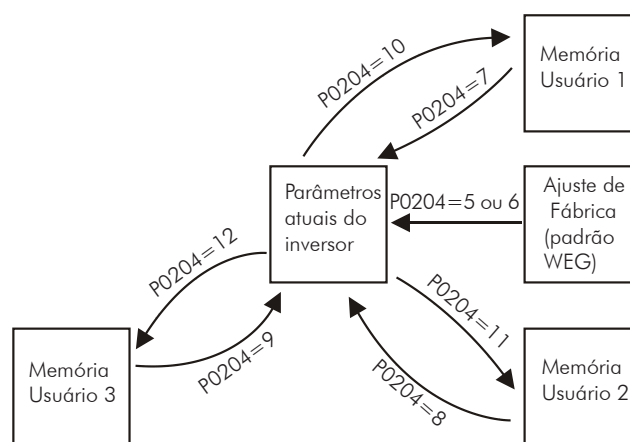 P0204=10
Memória
Usuário 1
P0204=7
Parâmetros
atuais do
inversor
P0204=5 ou 6
Ajuste de
Fábrica
(padrão
WEG)
P0204=12
P0204=11
Memória
Usuário 3
P0204=9
P0204=8
Memória
Usuário 2